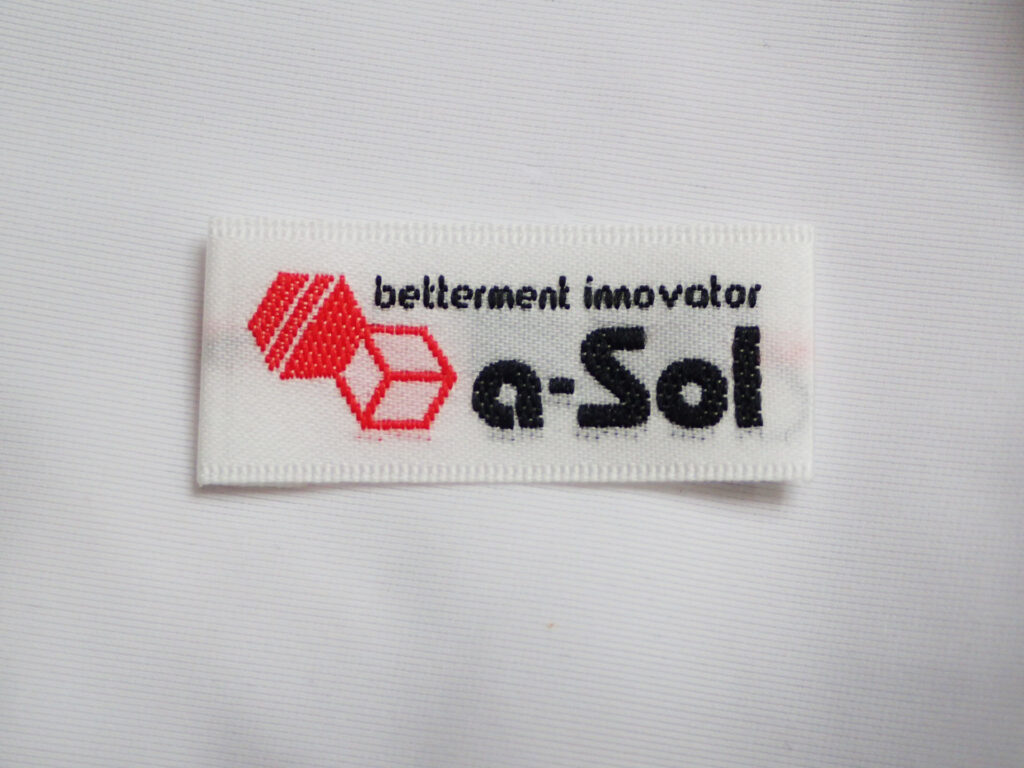 betterment innovator
a-Sol